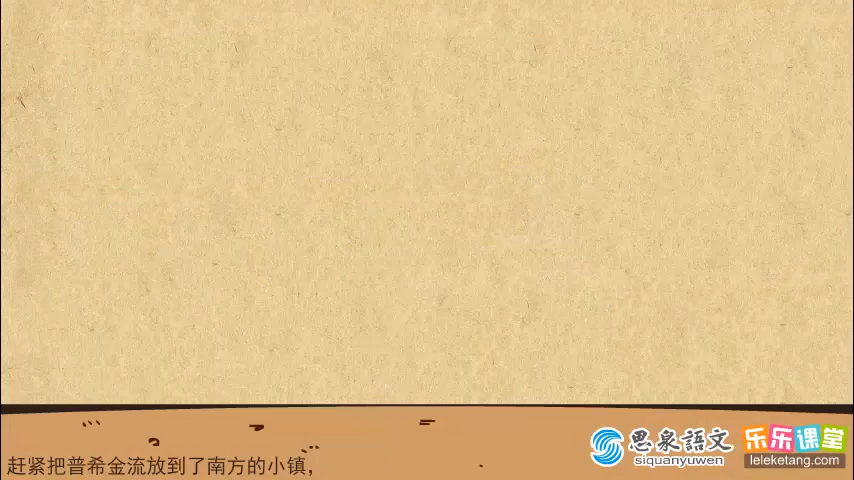 思泉語文
siquanyuwen
乐乐课堂
leleketang.com
赶紧把普希金流放到了南方的小镇，